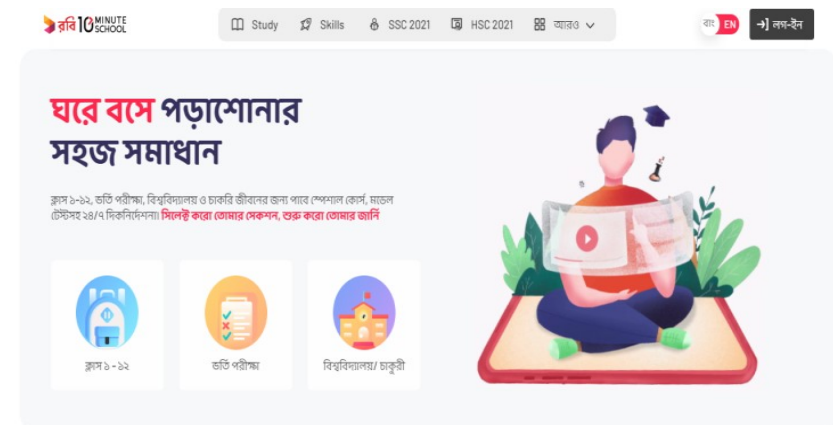 রবি 10 MINUTE SCHOOL
Study
Skills
SSC 2021
HSC 2021
আরও
বাং
EN
লগ-ইন
ঘরে বসে পড়াশোনার
সহজ সমাধান
ক্লাস ১-১২, ভর্তি পরীক্ষা, বিশ্ববিদ্যালয় ও চাকরি জীবনের জন্য পাবে স্পেশাল কোর্স, মডেল
টেস্টসহ ২৪/৭ দিকনির্দেশনা। সিলেক্ট করো তোমার সেকশন, শুরু করো তোমার জার্নি
ক্লাস ১ - ১২
ভর্তি পরীক্ষা
বিশ্ববিদ্যালয়/ চাকুরী